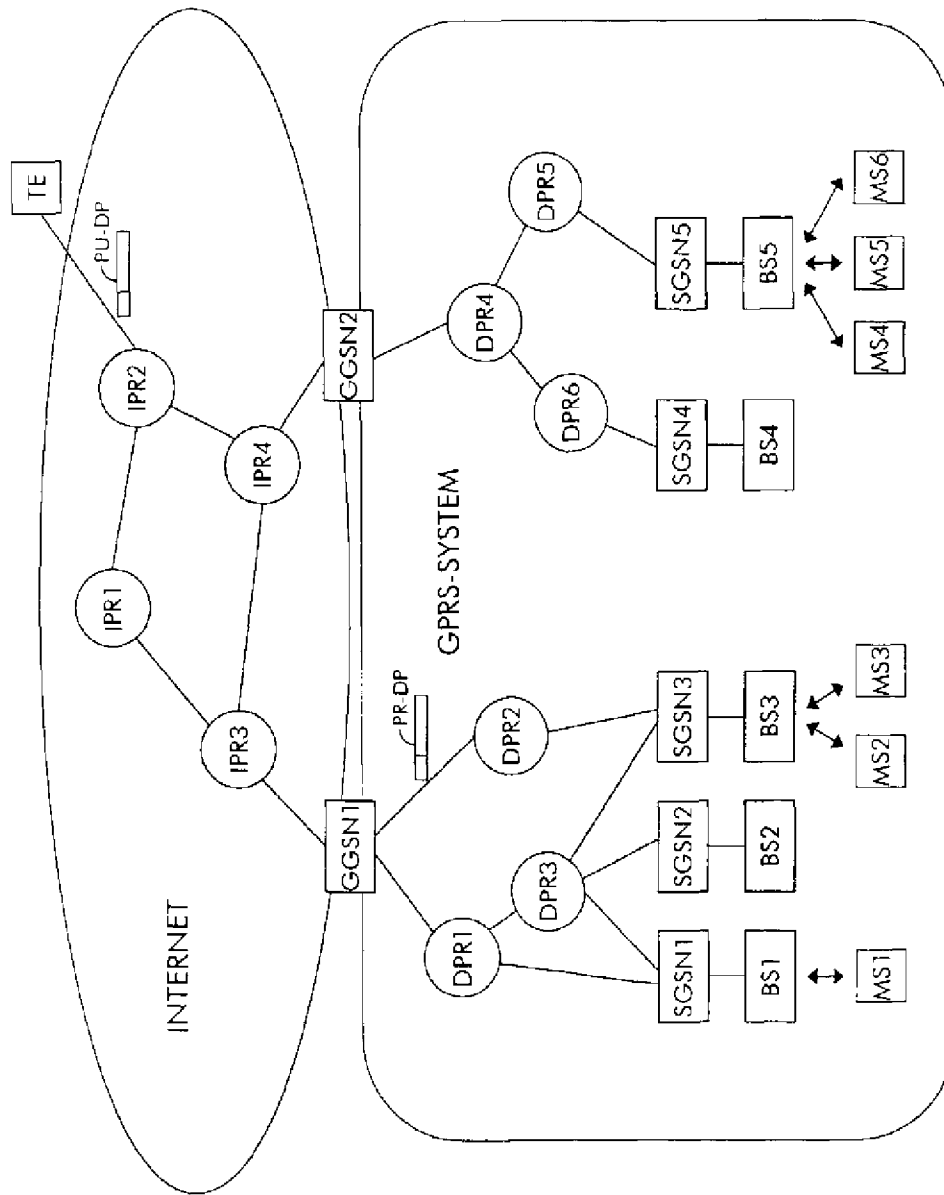 TE
PU-DP
IPR2
IPR1
IPR4
IPR3
INTERNET
GGSN1
GGSN2
PR-DP
GPRS-SYSTEM
DPR1
DPR3
DPR2
DPR4
DPR5
DPR6
SGSN1
SGSN2
SGSN3
SGSN4
SGSN5
BS1
BS2
BS3
BS4
BS5
MS1
MS2
MS3
MS4
MS5
MS6